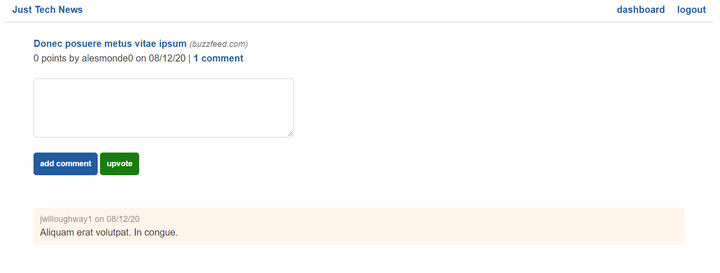 Just Tech News dashboard logout
Donec posuere metus vitae ipsum (buzzfeed.com)
0 points by alesmonde0 on 08/12/20 | 1 comment
add comment upvote
jwilloughway1 on 08/12/20
Aliquam erat volutpat. In congue.